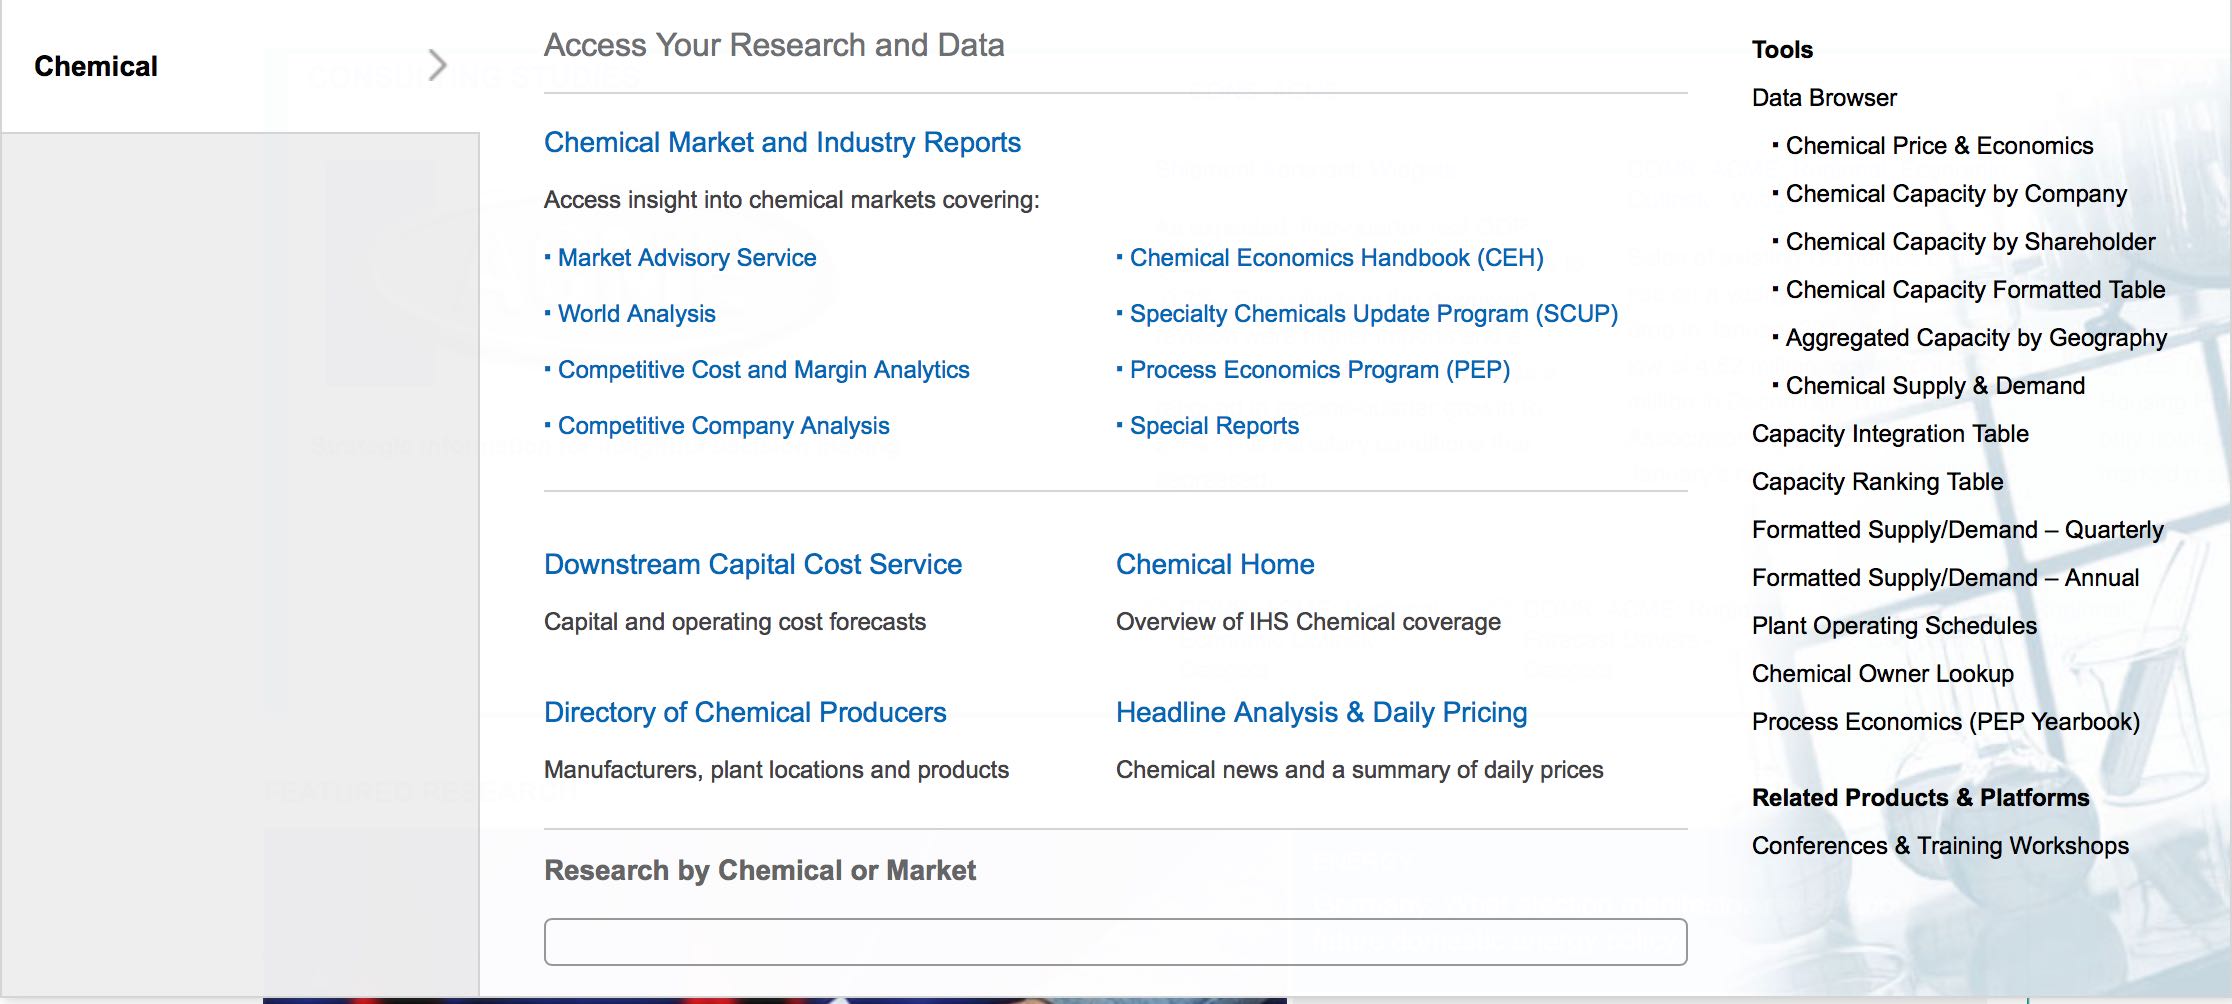 Chemical
Access Your Research and Data
Chemical Market and Industry Reports
Access insight into chemical markets covering:
▪ Market Advisory Service
▪ World Analysis
▪ Competitive Cost and Margin Analytics
▪ Competitive Company Analysis
▪ Chemical Economics Handbook (CEH)
▪ Specialty Chemicals Update Program (SCUP)
▪ Process Economics Program (PEP)
▪ Special Reports
Downstream Capital Cost Service
Capital and operating cost forecasts
Chemical Home
Overview of IHS Chemical coverage
Directory of Chemical Producers
Manufacturers, plant locations and products
Headline Analysis & Daily Pricing
Chemical news and a summary of daily prices
Research by Chemical or Market
Tools
Data Browser
▪ Chemical Price & Economics
▪ Chemical Capacity by Company
▪ Chemical Capacity by Shareholder
▪ Chemical Capacity Formatted Table
▪ Aggregated Capacity by Geography
▪ Chemical Supply & Demand
Capacity Integration Table
Capacity Ranking Table
Formatted Supply/Demand – Quarterly
Formatted Supply/Demand – Annual
Plant Operating Schedules
Chemical Owner Lookup
Process Economics (PEP Yearbook)
Related Products & Platforms
Conferences & Training Workshops
CONSULTING STUDIES
FEATURED RESEARCH